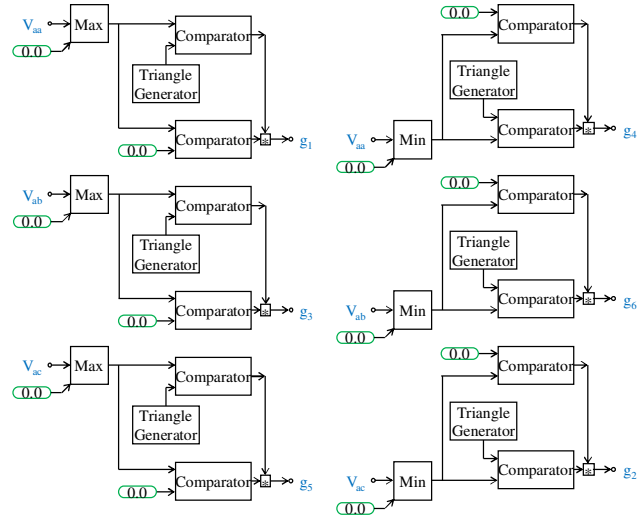 Vaa
Max
0.0
Comparator
Triangle
Generator
Comparator
0.0
*
g1
Vab
Max
0.0
Comparator
Triangle
Generator
Comparator
0.0
*
g3
Vac
Max
0.0
Comparator
Triangle
Generator
Comparator
0.0
*
g5
0.0
Comparator
Triangle
Generator
Vaa
Min
0.0
Comparator
*
g4
0.0
Comparator
Triangle
Generator
Vab
Min
0.0
Comparator
*
g6
0.0
Comparator
Triangle
Generator
Vac
Min
0.0
Comparator
*
g2